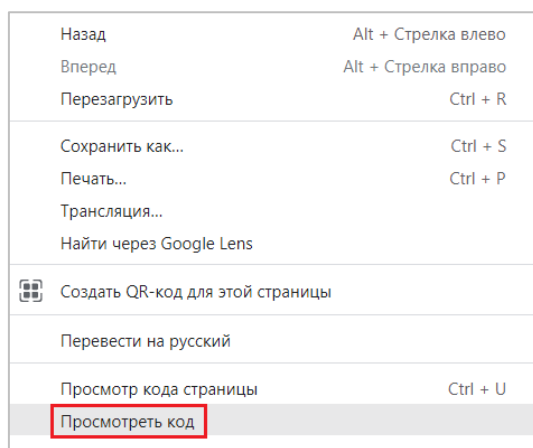 Назад Alt + Стрелка влево
Вперед Alt + Стрелка вправо
Перезагрузить Ctrl + R
Сохранить как... Ctrl + S
Печать... Ctrl + P
Трансляция...
Найти через Google Lens
Создать QR-код для этой страницы
Перевести на русский
Просмотр кода страницы Ctrl + U
Просмотреть код